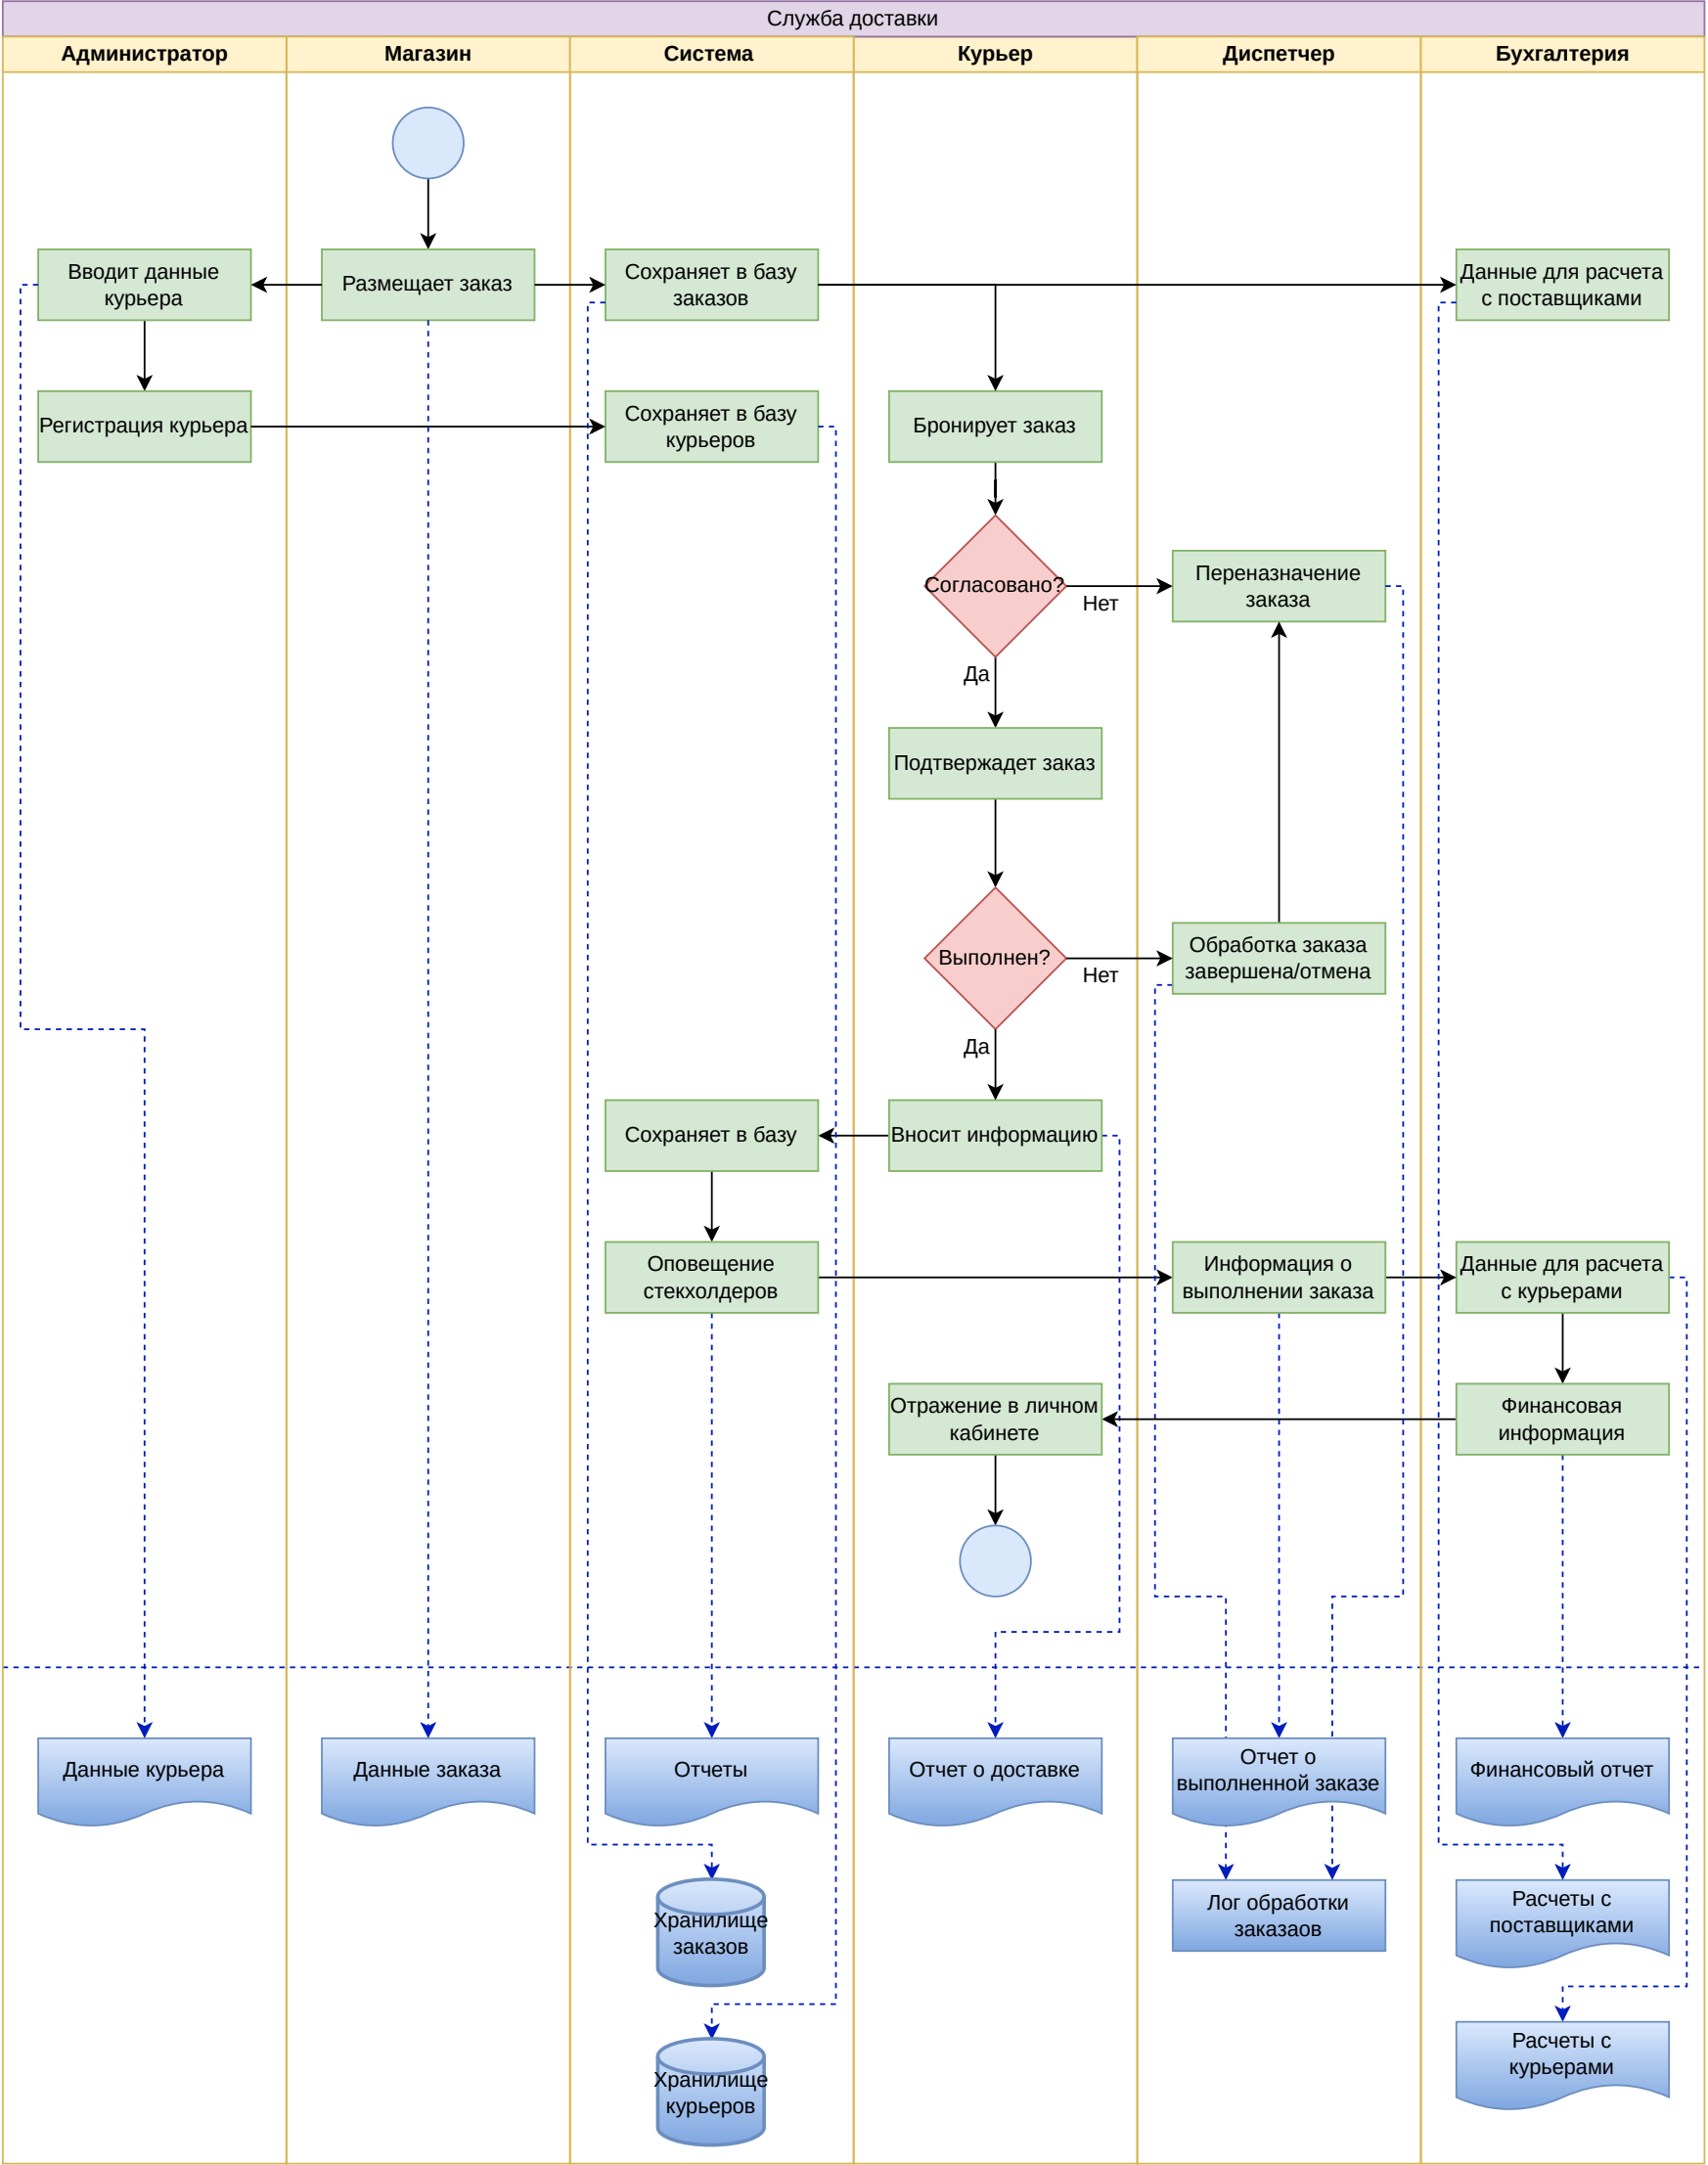 Служба доставки
Администратор
Магазин
Система
Курьер
Диспетчер
Бухгалтерия
Вводит данные
курьера
Размещает заказ
Сохраняет в базу
заказов
Данные для расчета
с поставщиками
Регистрация курьера
Сохраняет в базу
курьеров
Бронирует заказ
Согласовано?
Нет
Переназначение
заказа
Да
Подтвержадет заказ
Выполнен?
Нет
Обработка заказа
завершена/отмена
Да
Сохраняет в базу
Вносит информацию
Оповещение
стекхолдеров
Информация о
выполнении заказа
Данные для расчета
с курьерами
Отражение в личном
кабинете
Финансовая
информация
Данные курьера
Данные заказа
Отчеты
Отчет о доставке
Отчет о
выполненной заказе
Финансовый отчет
Хранилище
заказов
Лог обработки
заказаов
Расчеты с
поставщиками
Хранилище
курьеров
Расчеты с
курьерами